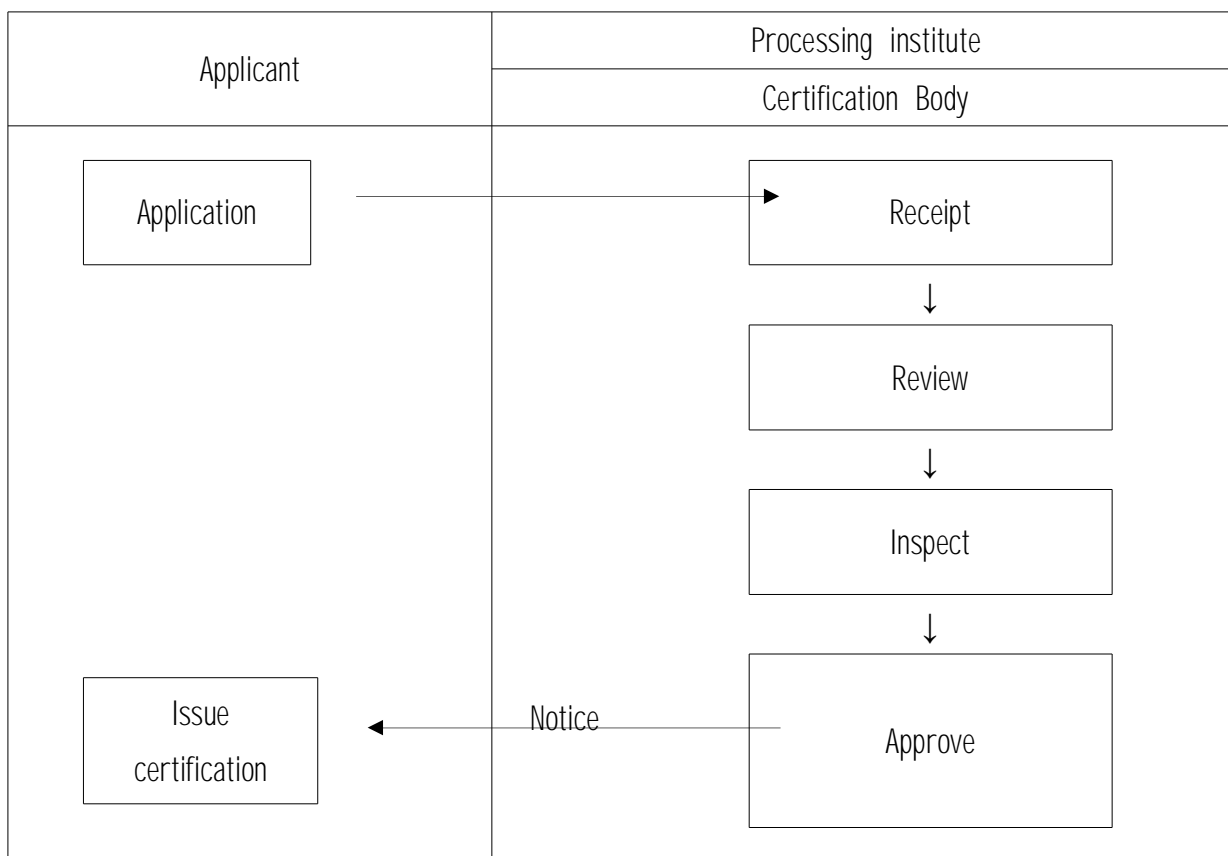 Applicant
Processing institute
Certification Body
Application
Receipt
↓
Review
↓
Inspect
↓
Issue
certification
Notice
Approve